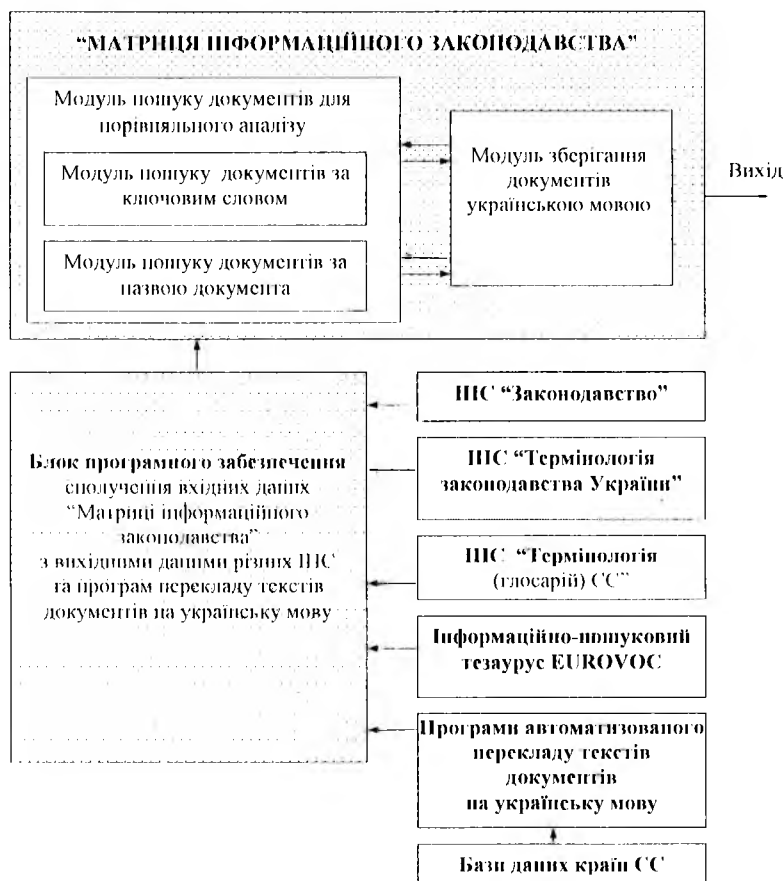 “МАТРИЦЯ ІНФОРМАЦІЙНОГО ЗАКОНОДАВСТВА”
Модуль пошуку документів для
порівняльного аналізу
Модуль пошуку документів за
ключовим словом
Модуль пошуку документів за
назвою документа
Модуль зберігання
документів
українською мовою
Вихід
Блок програмного забезпечення
сполучення вхідних даних
“Матриці інформаційного
законодавства”
з вихідними даними різних ІПС
та програм перекладу текстів
документів на українську мову
ІПС “Законодавство”
ІПС “Термінологія
законодавства України”
ІПС “Термінологія
(глосарій) ЄС”
Інформаційно-пошуковий
тезаурус EUROVOC
Програми автоматизованого
перекладу текстів
документів
на українську мову
Бази даних країн ЄС